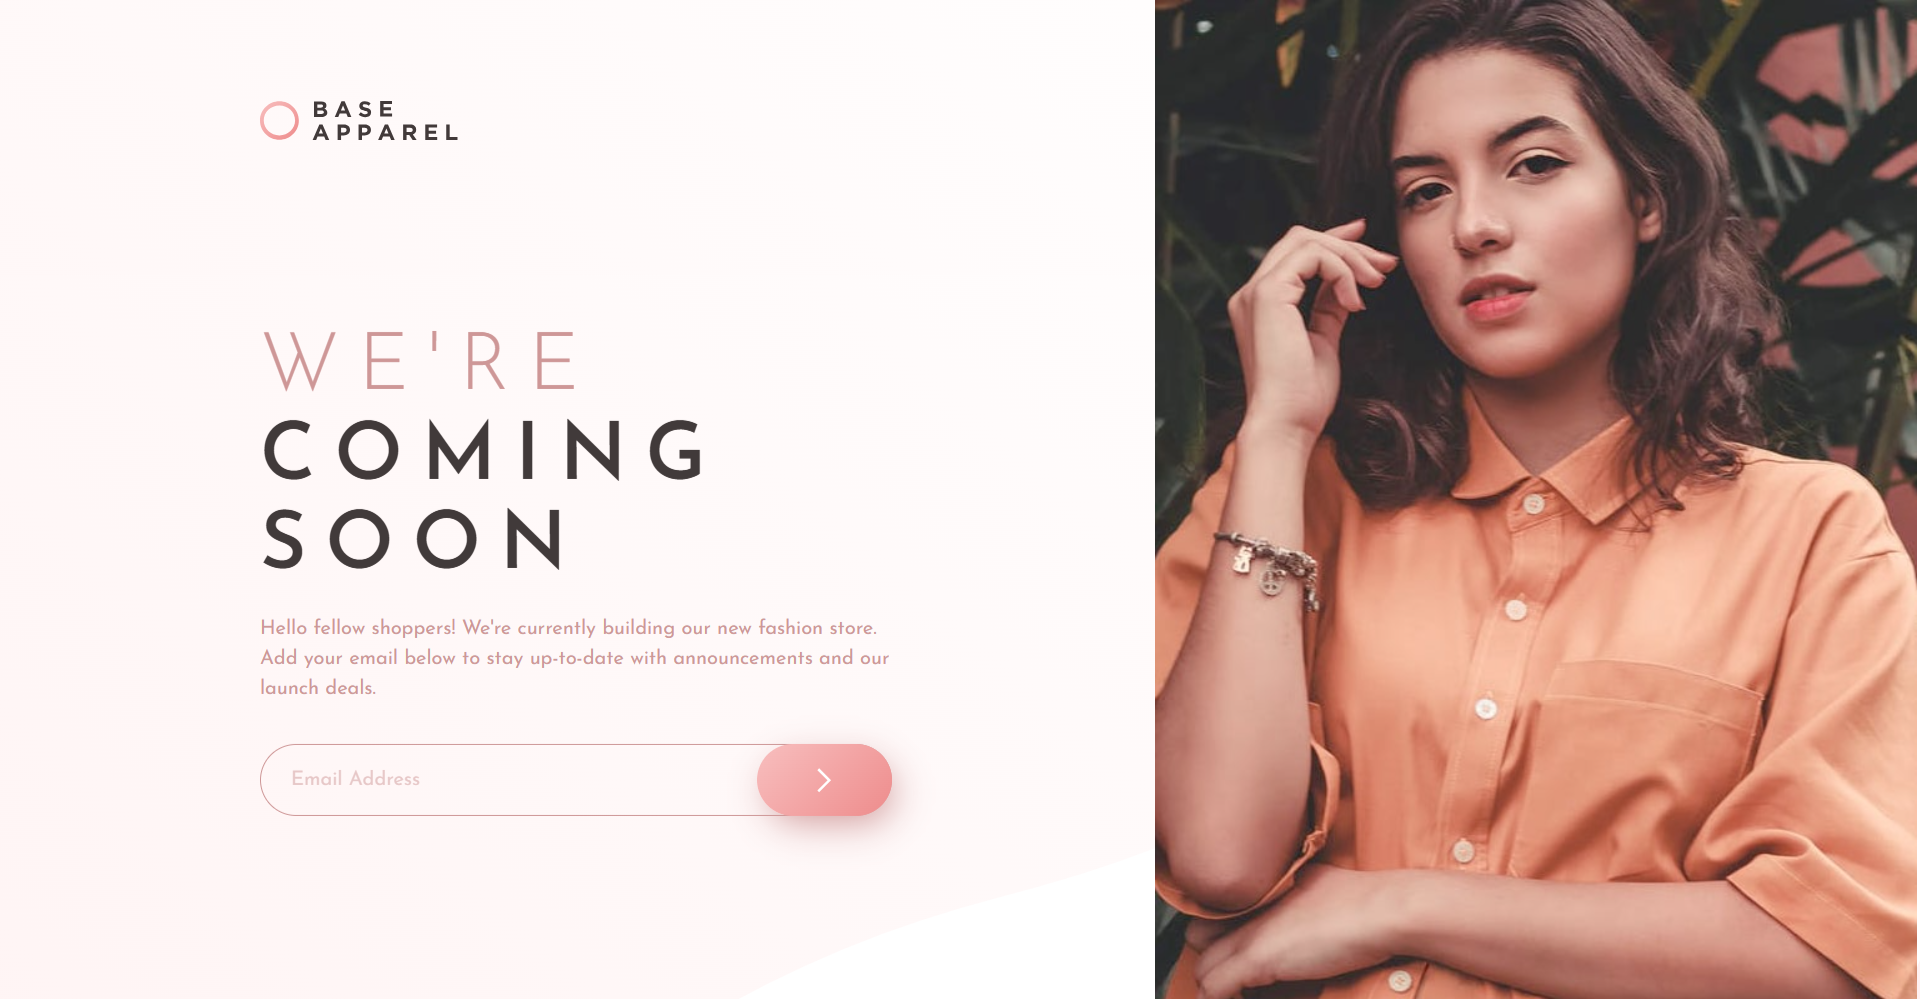 BASE
APPAREL
WE'RE
COMING
SOON
Hello fellow shoppers! We're currently building our new fashion store.
Add your email below to stay up-to-date with announcements and our
launch deals.
Email Address